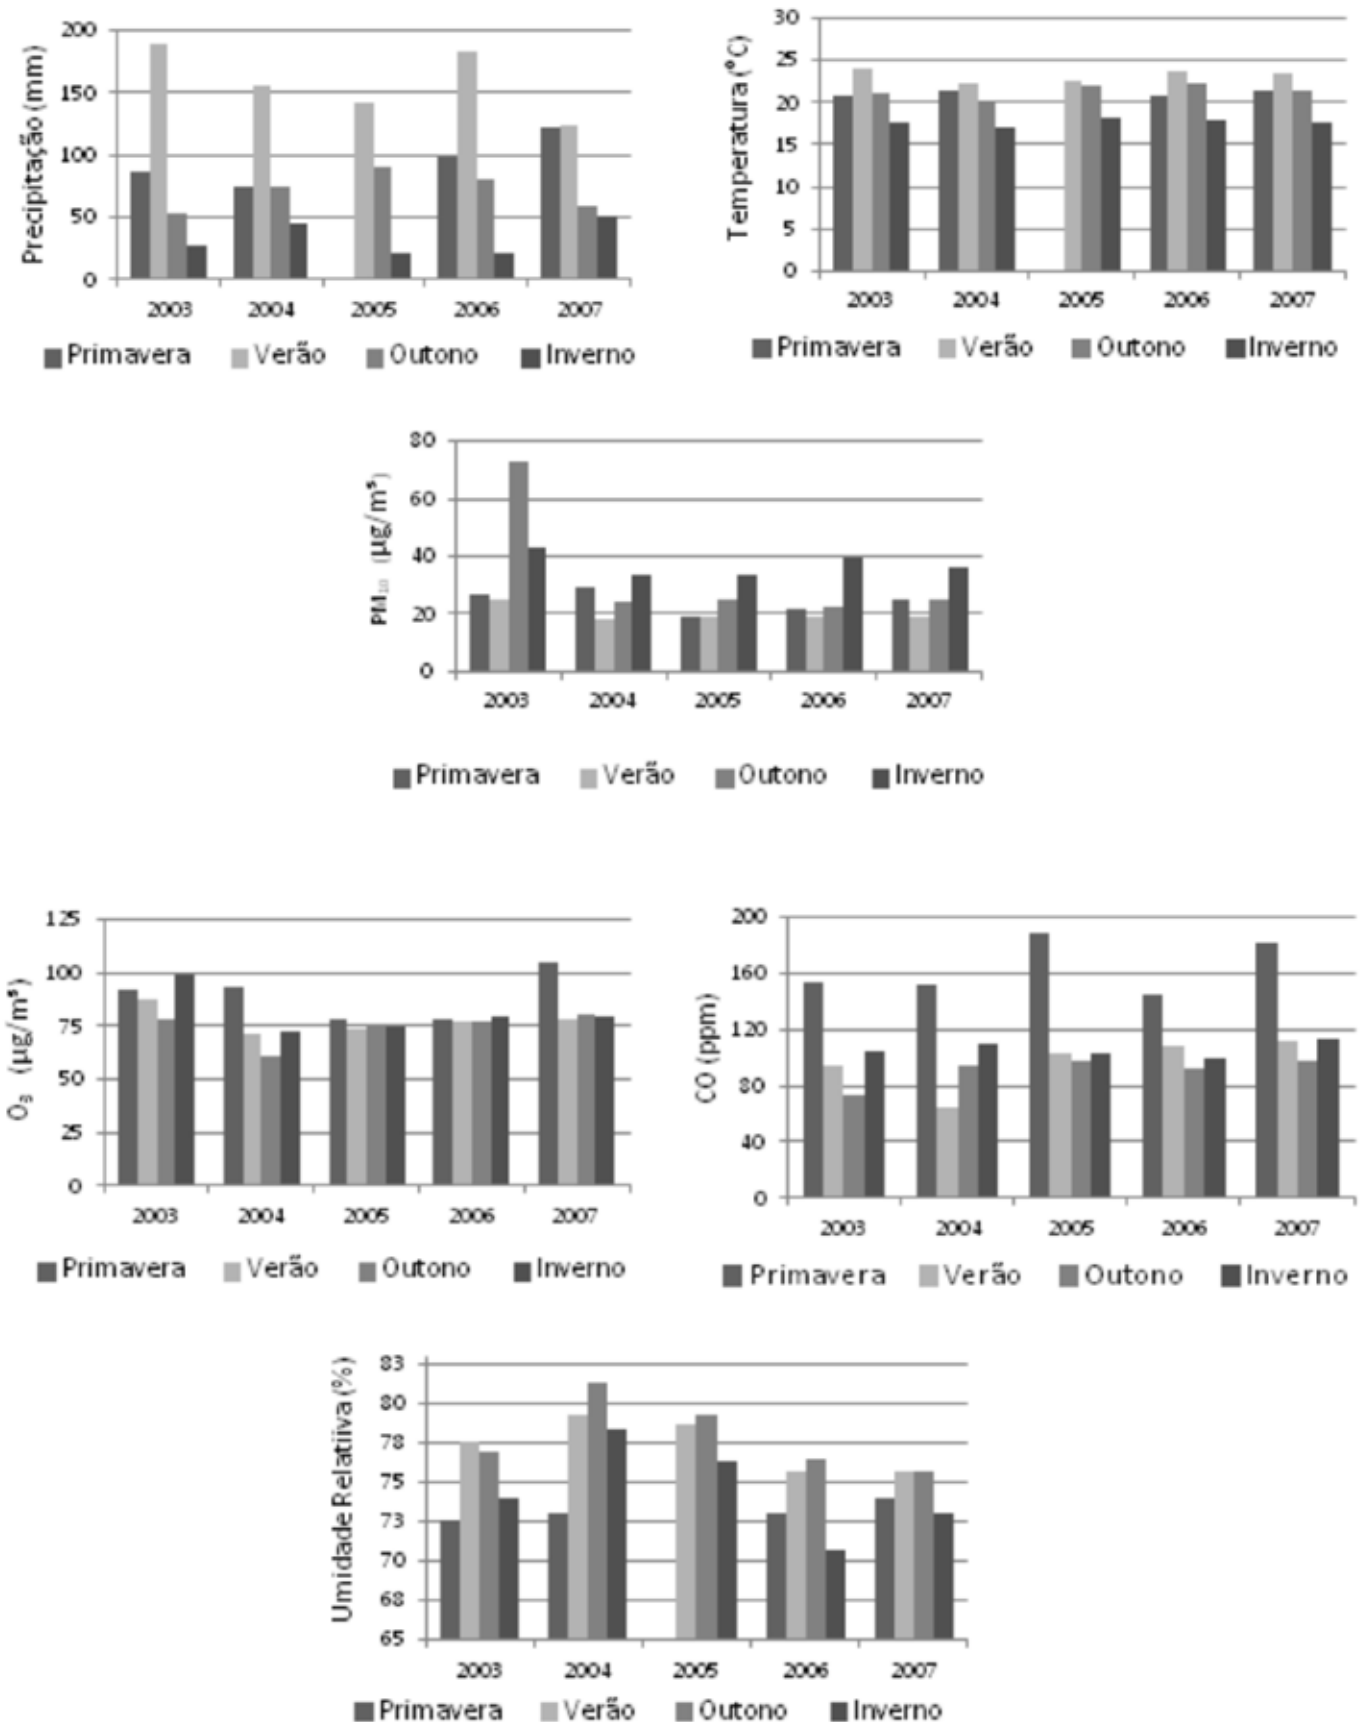 Precipitação (mm)
200
150
100
50
0
2003 2004 2005 2006 2007
Primavera Verão Outono Inverno
Temperatura (°C)
30
25
20
15
10
5
0
2003 2004 2005 2006 2007
Primavera Verão Outono Inverno
PM₁₀ (µg/m³)
80
60
40
20
0
2003 2004 2005 2006 2007
Primavera Verão Outono Inverno
O₃ (µg/m³)
125
100
75
50
25
0
2003 2004 2005 2006 2007
Primavera Verão Outono Inverno
CO (ppm)
200
160
120
80
40
0
2003 2004 2005 2006 2007
Primavera Verão Outono Inverno
Umidade Relatiiva (%)
83
80
78
75
73
70
68
65
2003 2004 2005 2006 2007
Primavera Verão Outono Inverno